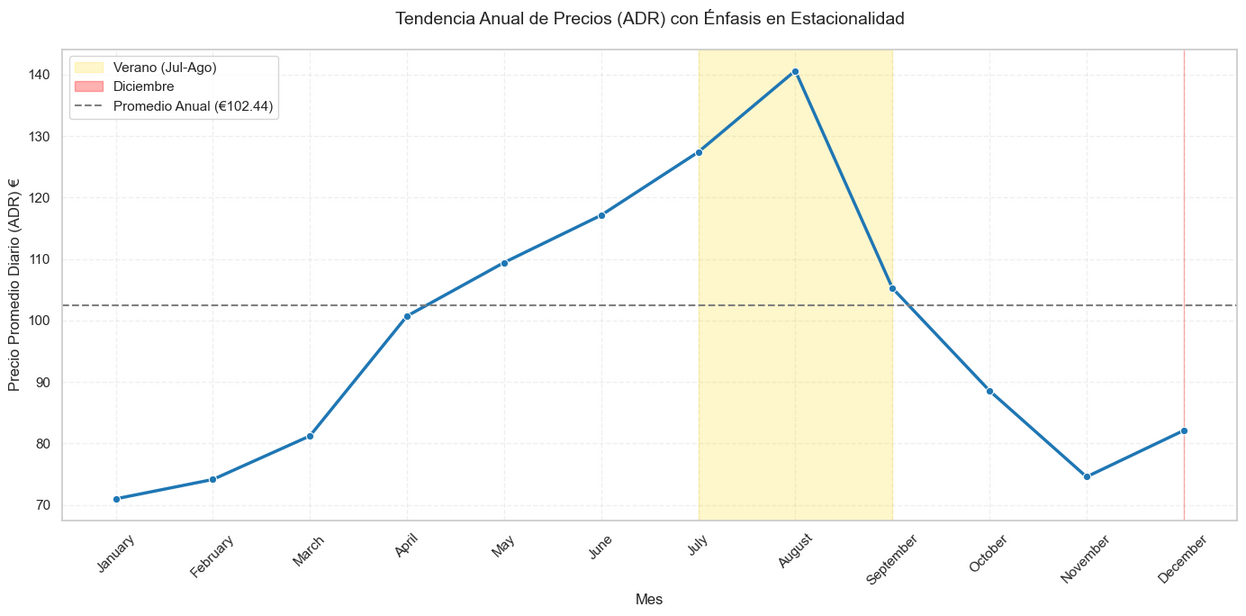 Tendencia Anual de Precios (ADR) con Énfasis en Estacionalidad
Verano (Jul-Ago)
Diciembre
Promedio Anual (€102.44)
Precio Promedio Diario (ADR) €
140
130
120
110
100
90
80
70
January
February
March
April
May
June
July
August
September
October
November
December
Mes